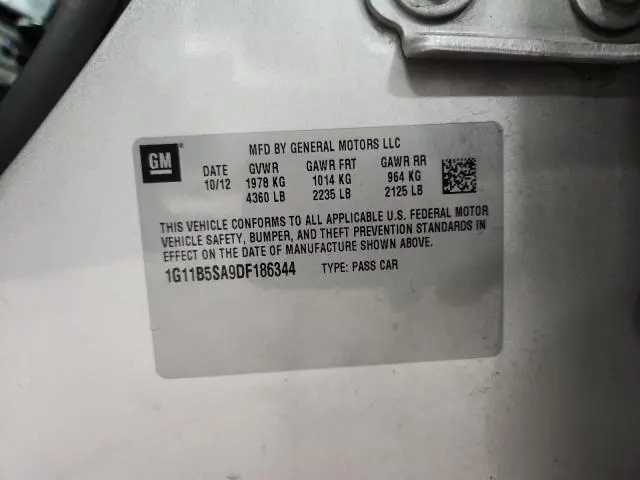 GM
MFD BY GENERAL MOTORS LLC
DATE GVWR GAWR FRT GAWR RR
10/12 1978 KG 1014 KG 964 KG
4360 LB 2235 LB 2125 LB
THIS VEHICLE CONFORMS TO ALL APPLICABLE U.S. FEDERAL MOTOR
VEHICLE SAFETY, BUMPER, AND THEFT PREVENTION STANDARDS IN
EFFECT ON THE DATE OF MANUFACTURE SHOWN ABOVE.
1G11B5SA9DF186344 TYPE: PASS CAR